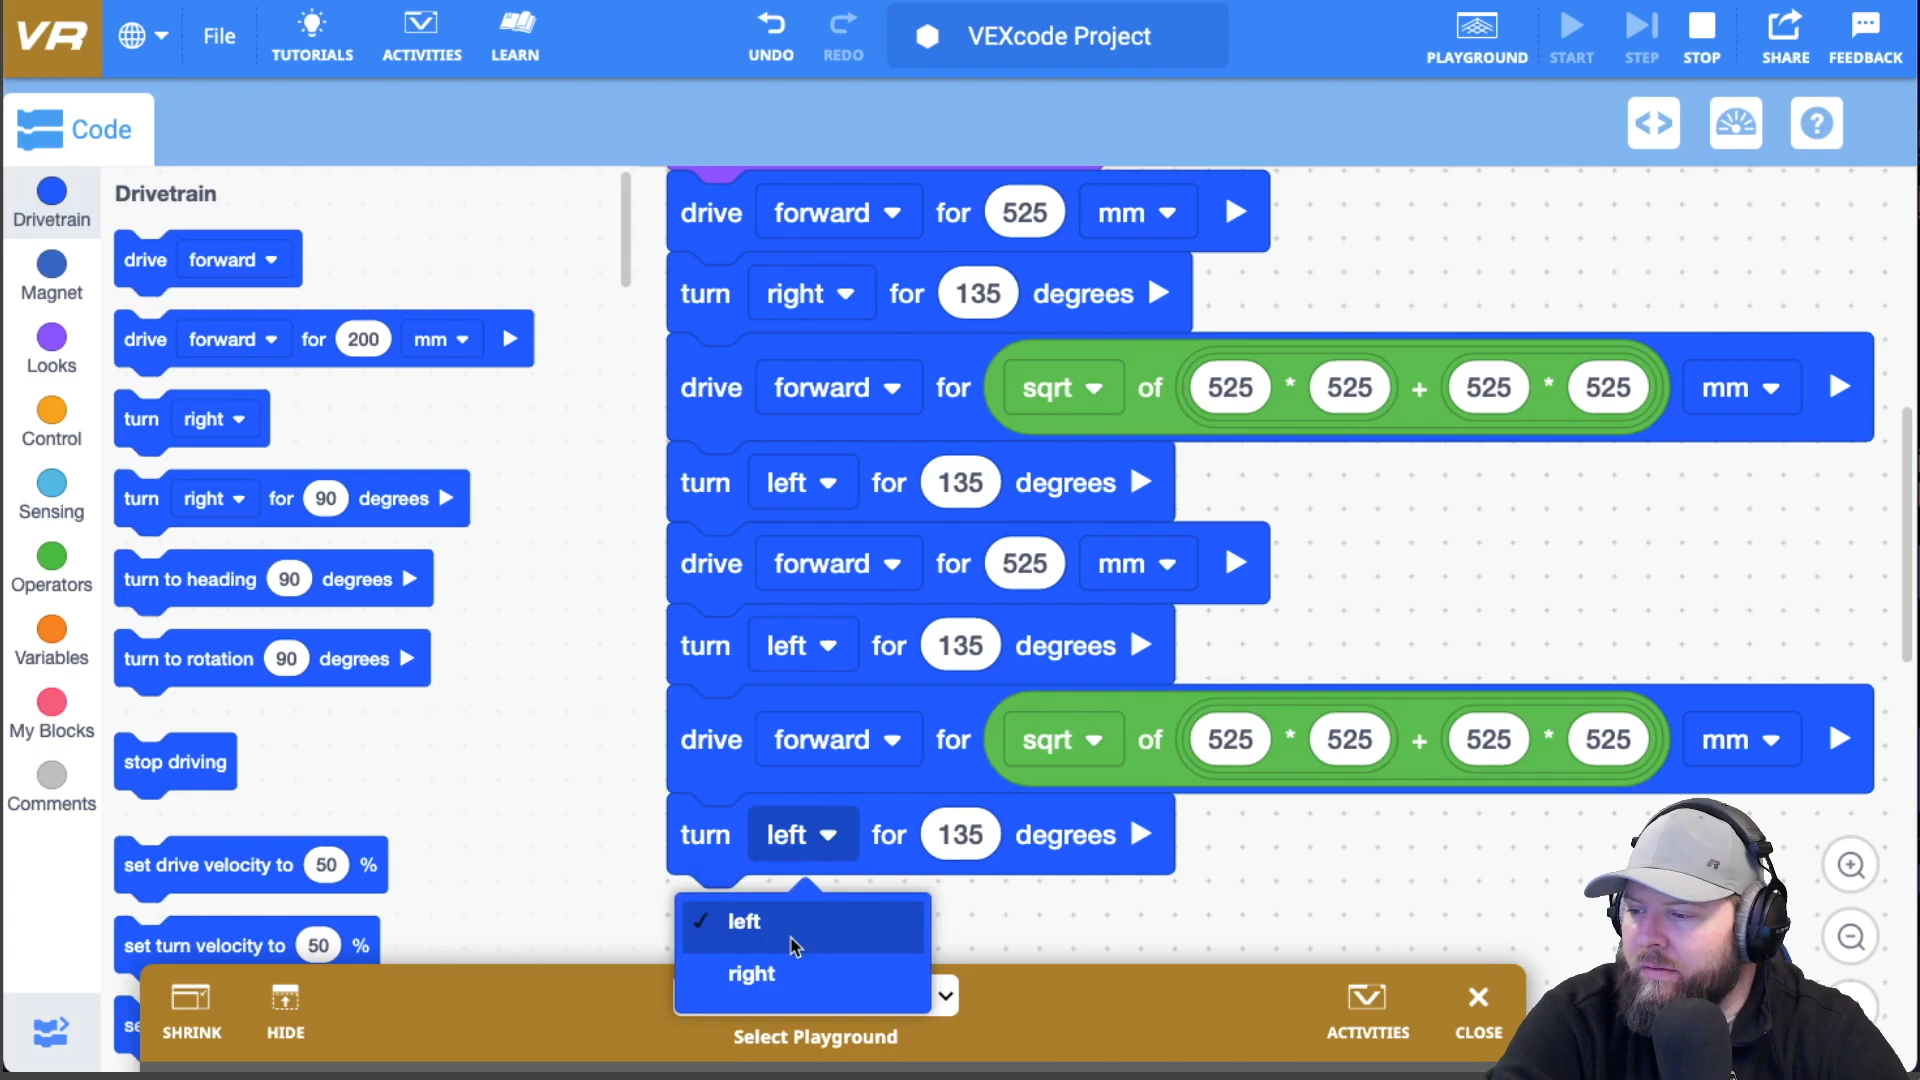 VR
File
TUTORIALS
ACTIVITIES
LEARN
UNDO
REDO
VEXcode Project
PLAYGROUND
START
STEP
STOP
SHARE
FEEDBACK
Code
Drivetrain
Magnet
Looks
Control
Sensing
Operators
Variables
My Blocks
Comments
Drivetrain
drive forward
drive forward for 200 mm
turn right
turn right for 90 degrees
turn to heading 90 degrees
turn to rotation 90 degrees
stop driving
set drive velocity to 50 %
set turn velocity to 50 %
drive forward for 525 mm
turn right for 135 degrees
drive forward for sqrt of 525 * 525 + 525 * 525 mm
turn left for 135 degrees
drive forward for 525 mm
turn left for 135 degrees
drive forward for sqrt of 525 * 525 + 525 * 525 mm
turn left for 135 degrees
✓ left
right
SHRINK
HIDE
Select Playground
ACTIVITIES
CLOSE